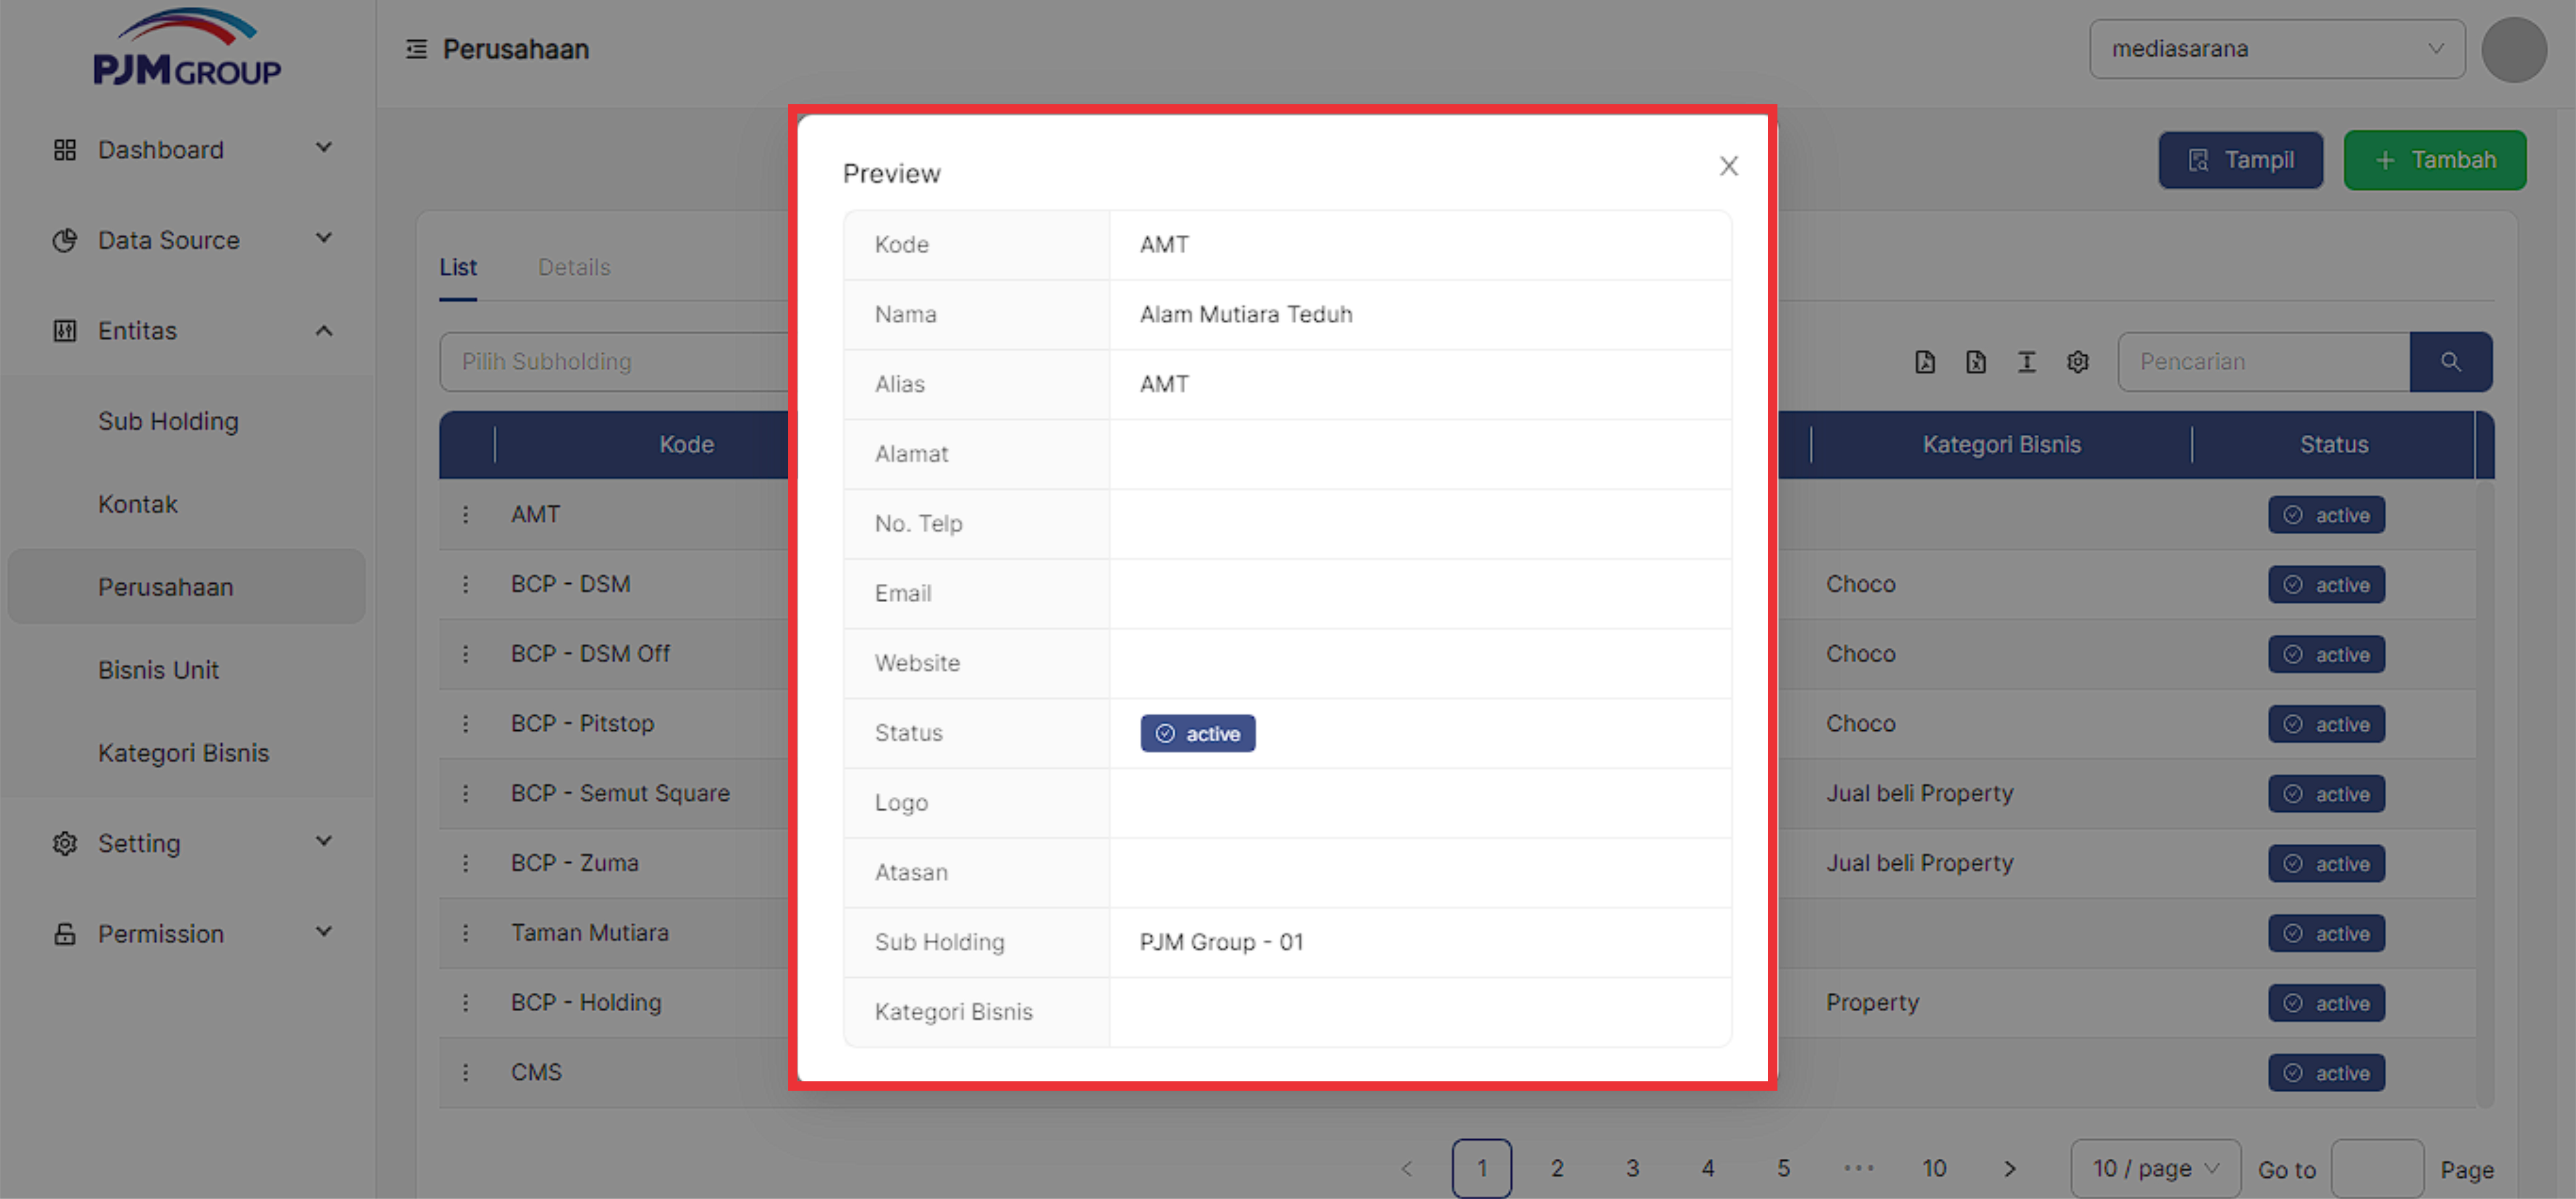 PJM GROUP
Perusahaan
mediasarana
Dashboard
Data Source
Entitas
Sub Holding
Kontak
Perusahaan
Bisnis Unit
Kategori Bisnis
Setting
Permission
Tampil
+ Tambah
List Details
Pilih Subholding
Pencarian
Kode Kategori Bisnis Status
AMT active
BCP - DSM Choco active
BCP - DSM Off Choco active
BCP - Pitstop Choco active
BCP - Semut Square Jual beli Property active
BCP - Zuma Jual beli Property active
Taman Mutiara active
BCP - Holding Property active
CMS active
Preview
Kode AMT
Nama Alam Mutiara Teduh
Alias AMT
Alamat
No. Telp
Email
Website
Status active
Logo
Atasan
Sub Holding PJM Group - 01
Kategori Bisnis
< 1 2 3 4 5 ••• 10 > 10 / page Go to Page